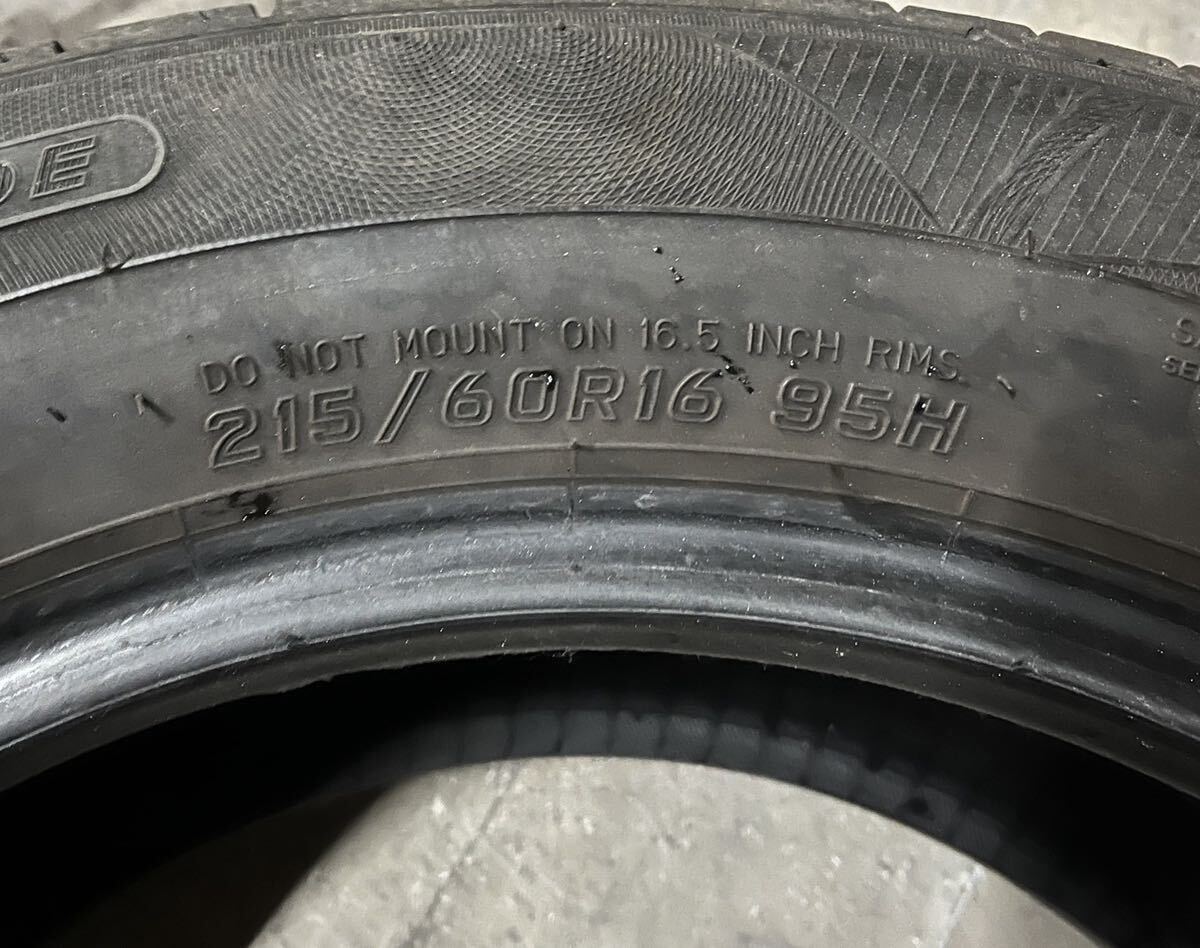 DO NOT MOUNT ON 16.5 INCH RIMS.
215/60R16 95H